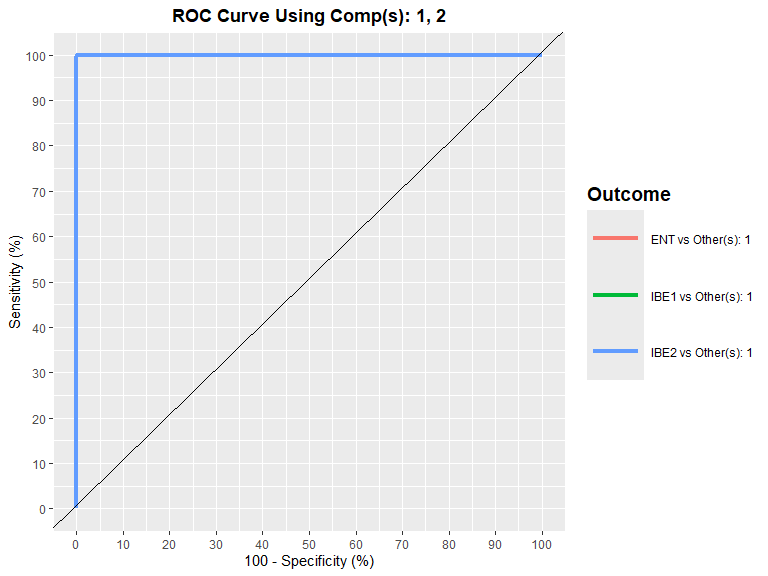 ROC Curve Using Comp(s): 1, 2
100
90
80
70
60
50
40
30
20
10
0
Sensitivity (%)
0 10 20 30 40 50 60 70 80 90 100
100 - Specificity (%)
Outcome
ENT vs Other(s): 1
IBE1 vs Other(s): 1
IBE2 vs Other(s): 1